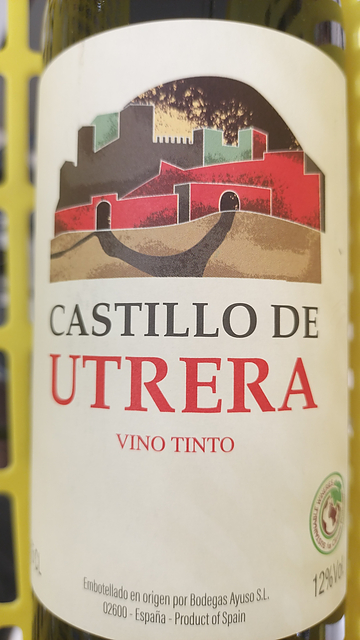 CASTILLO DE
UTRERA
VINO TINTO
12%Vol
Embotellado en origen por Bodegas Ayuso S.L.
02600 - España - Product of Spain